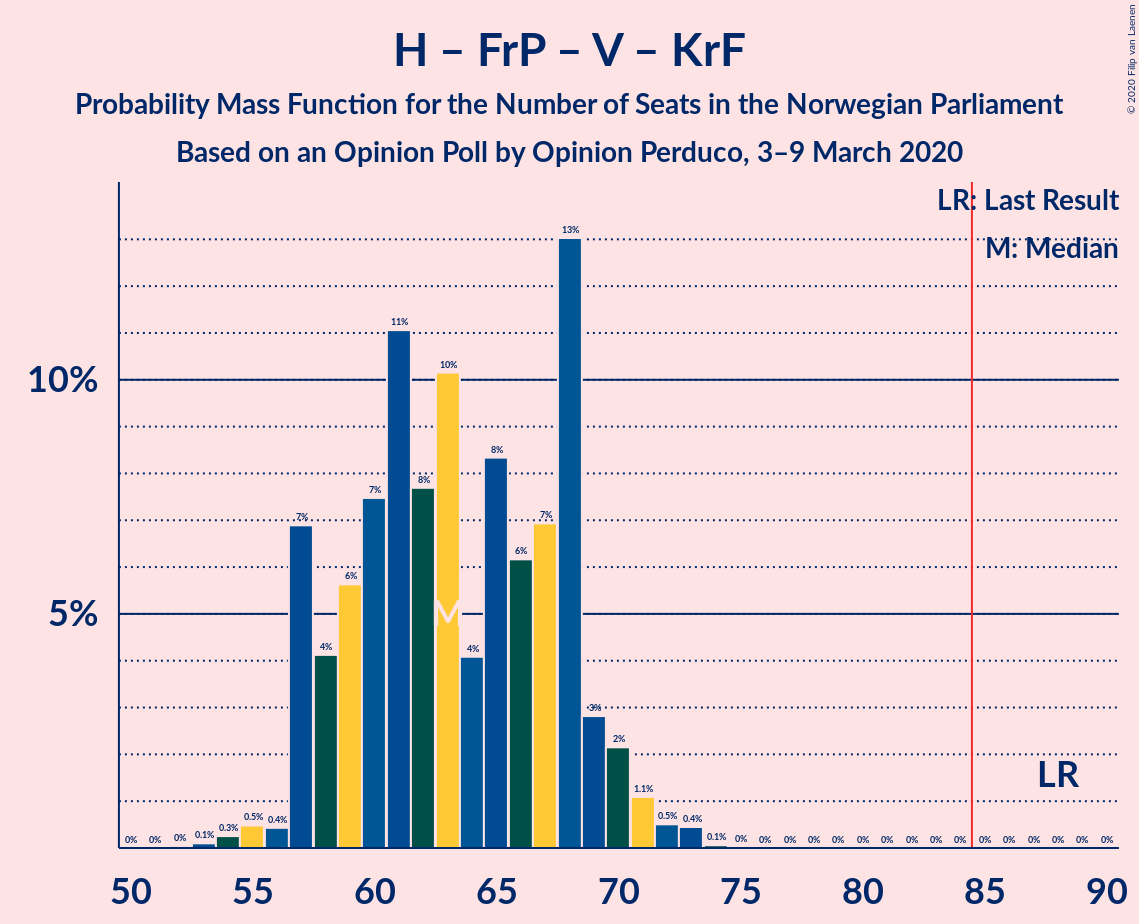 H – FrP – V – KrF
Probability Mass Function for the Number of Seats in the Norwegian Parliament
Based on an Opinion Poll by Opinion Perduco, 3–9 March 2020
© 2020 Filip van Laenen
LR: Last Result
M: Median
10%
5%
0% 0% 0% 0.1% 0.3% 0.5% 0.4% 7% 4% 6% 7% 11% 8% 10% 4% 8% 6% 7% 13% 3% 2% 1.1% 0.5% 0.4% 0.1% 0% 0% 0% 0% 0% 0% 0% 0% 0% 0% 0% 0% 0% 0% 0% 0%
M
LR
50 55 60 65 70 75 80 85 90